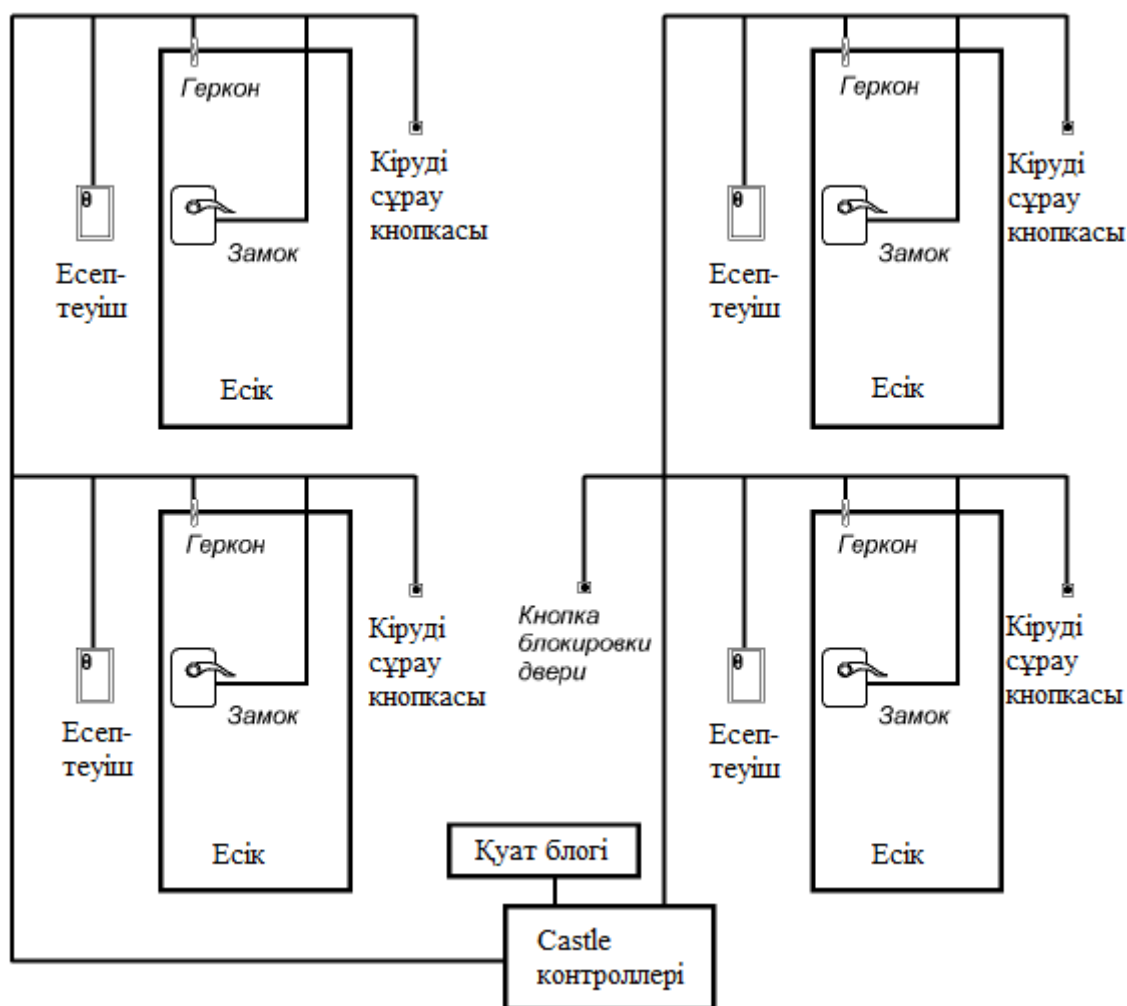 Геркон
Кіруді
сұрау
кнопкасы
Замок
Есеп-
теуіш
Есік
Геркон
Кіруді
сұрау
кнопкасы
Замок
Есеп-
теуіш
Есік
Геркон
Кіруді
сұрау
кнопкасы
Замок
Есеп-
теуіш
Есік
Кнопка
блокировки
двери
Геркон
Кіруді
сұрау
кнопкасы
Замок
Есеп-
теуіш
Есік
Қуат блогі
Castle
контроллері